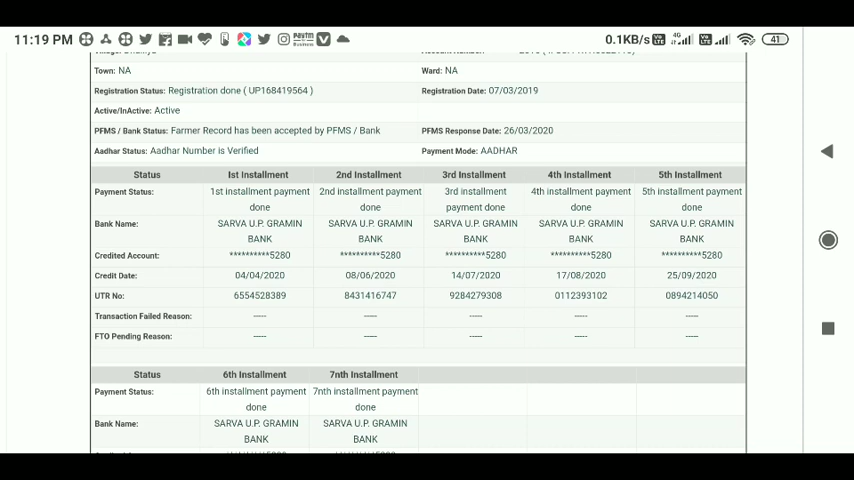 11:19 PM Paytm Business 0.1KB/s Vo LTE 4G Vo LTE 41
Town: NA Ward: NA
Registration Status: Registration done ( UP168419564 ) Registration Date: 07/03/2019
Active/InActive: Active
PFMS / Bank Status: Farmer Record has been accepted by PFMS / Bank PFMS Response Date: 26/03/2020
Aadhar Status: Aadhar Number is Verified Payment Mode: AADHAR
Status Ist Installment 2nd Installment 3rd Installment 4th Installment 5th Installment
Payment Status: 1st installment payment 2nd installment payment 3rd installment 4th installment payment 5th installment payment
done done payment done done done
Bank Name: SARVA U.P. GRAMIN SARVA U.P. GRAMIN SARVA U.P. GRAMIN SARVA U.P. GRAMIN SARVA U.P. GRAMIN
BANK BANK BANK BANK BANK
Credited Account: **********5280 **********5280 **********5280 **********5280 **********5280
Credit Date: 04/04/2020 08/06/2020 14/07/2020 17/08/2020 25/09/2020
UTR No: 6554528389 8431416747 9284279308 0112393102 0894214050
Transaction Failed Reason: ----- ----- ----- ----- -----
FTO Pending Reason: ----- ----- ----- ----- -----
Status 6th Installment 7nth Installment
Payment Status: 6th installment payment 7nth installment payment
done done
Bank Name: SARVA U.P. GRAMIN SARVA U.P. GRAMIN
BANK BANK